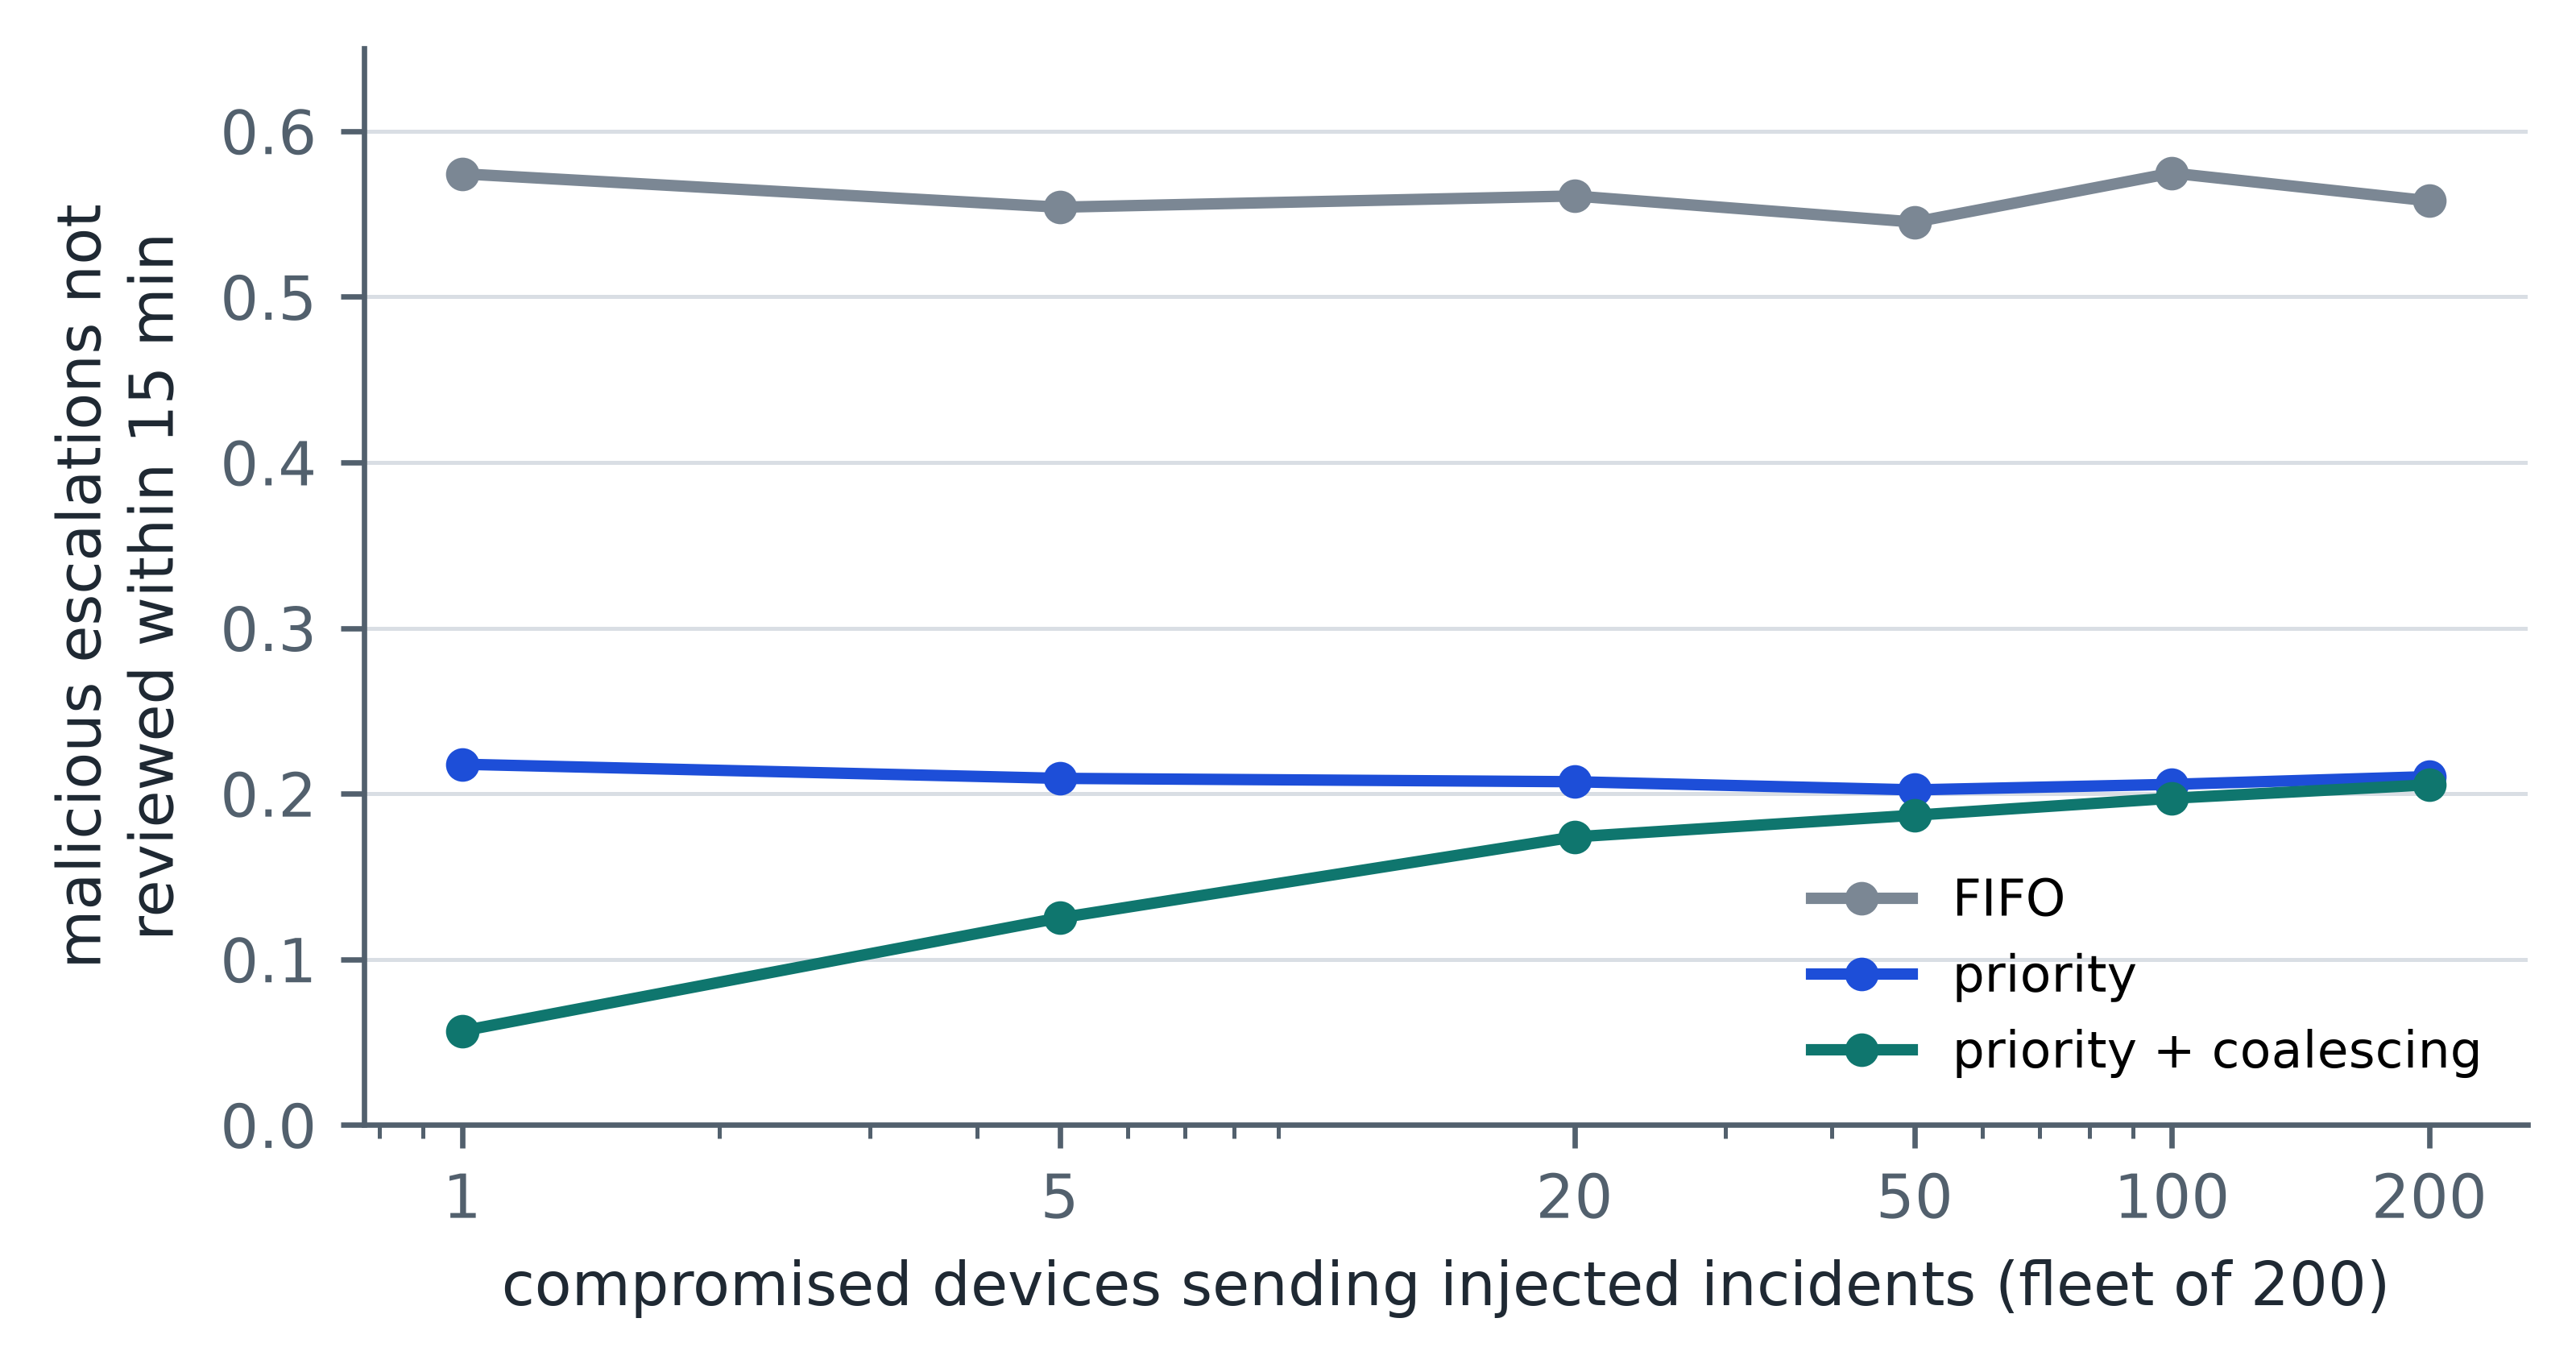 malicious escalations not
reviewed within 15 min
0.6
0.5
0.4
0.3
0.2
0.1
0.0
FIFO
priority
priority + coalescing
1 5 20 50 100 200
compromised devices sending injected incidents (fleet of 200)